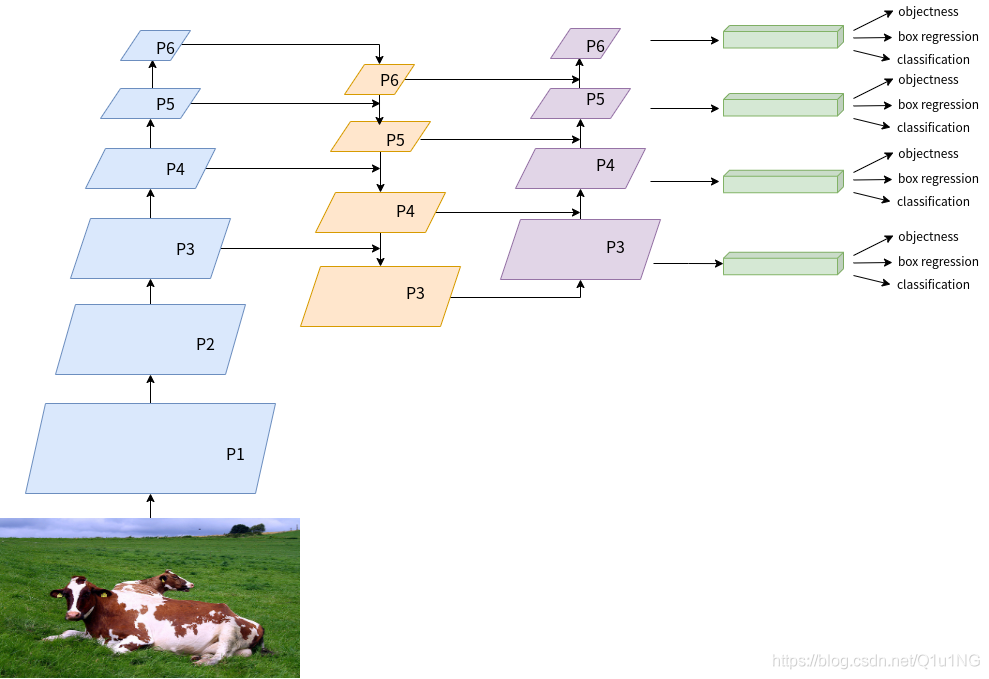 P6
P5
P4
P3
P2
P1
P6
P5
P4
P3
P6
P5
P4
P3
objectness
box regression
classification
objectness
box regression
classification
objectness
box regression
classification
objectness
box regression
classification
https://blog.csdn.net/Q1u1NG